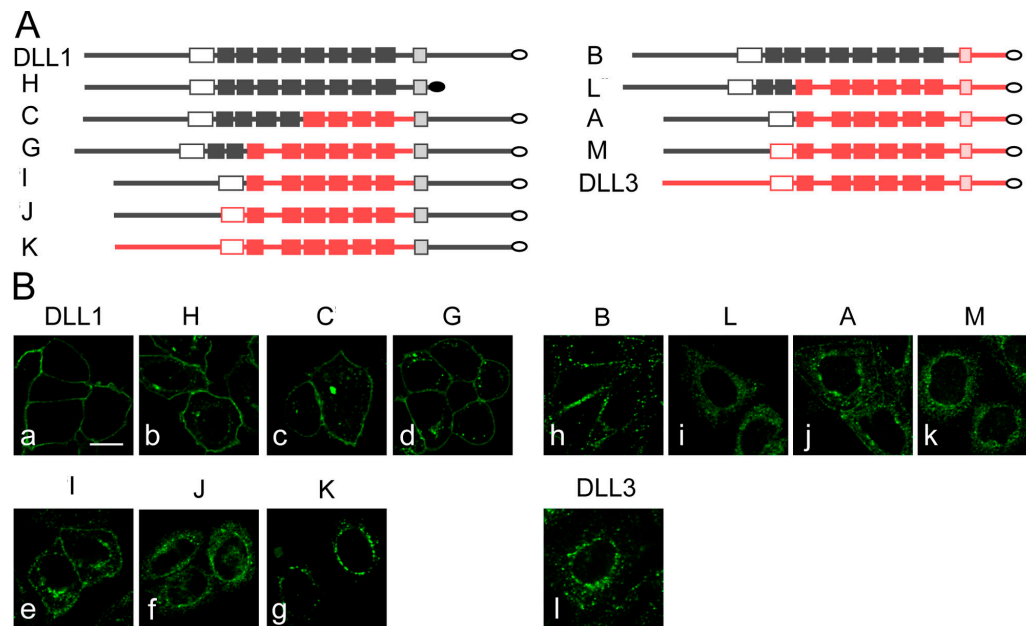 A
DLL1
H
C
G
I
J
K
B
L
A
M
DLL3
B
DLL1 H C G B L A M
a b c d h i j k
I J K DLL3
e f g l